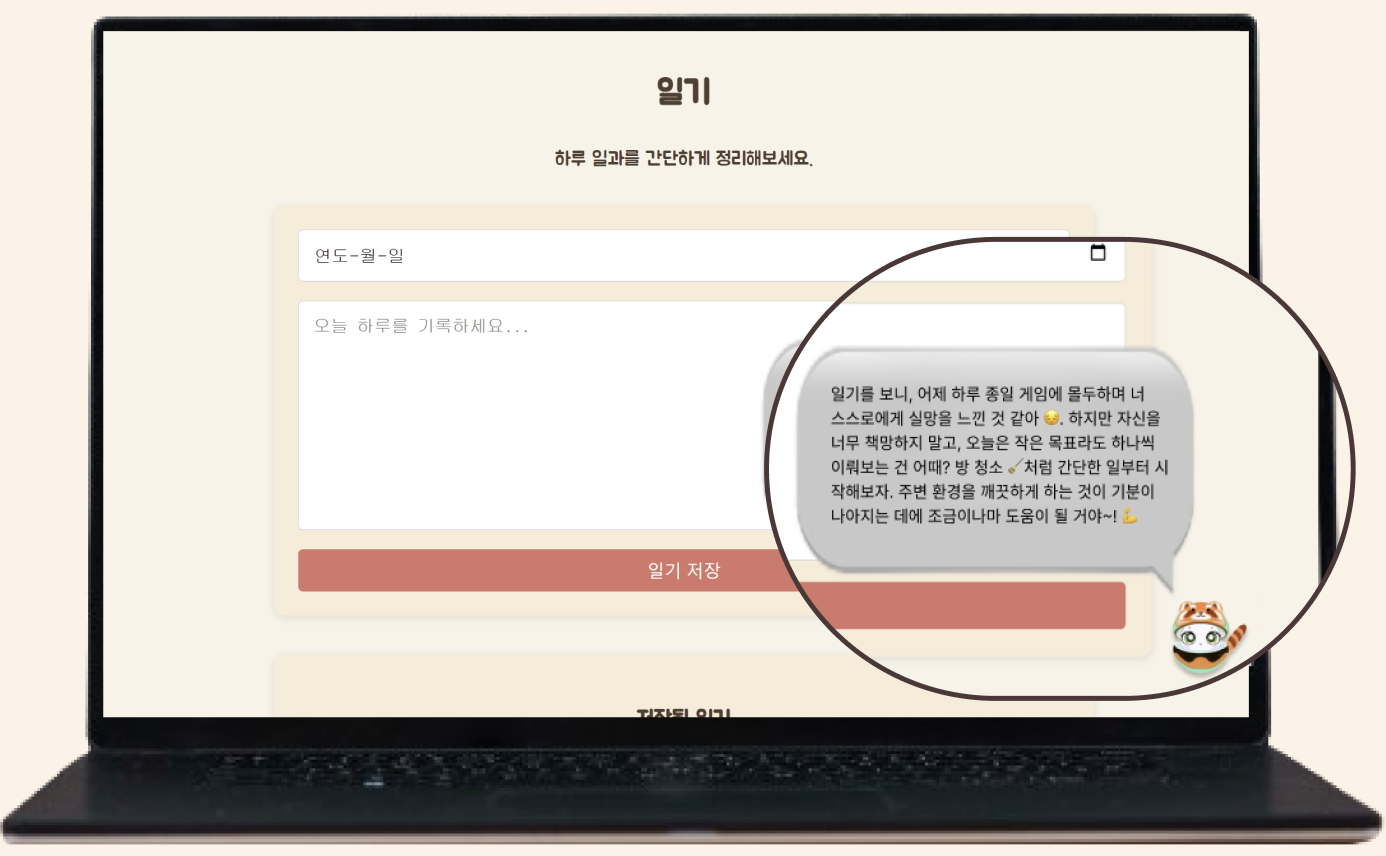 일기
하루 일과를 간단하게 정리해보세요.
연도-월-일
오늘 하루를 기록하세요...
일기를 보니, 어제 하루 종일 게임에 몰두하며 너
스스로에게 실망을 느낀 것 같아 😔. 하지만 자신을
너무 책망하지 말고, 오늘은 작은 목표라도 하나씩
이뤄보는 건 어때? 방 청소 🧹처럼 간단한 일부터 시
작해보자. 주변 환경을 깨끗하게 하는 것이 기분이
나아지는 데에 조금이나마 도움이 될 거야~! 💪
일기 저장
저장된 일기